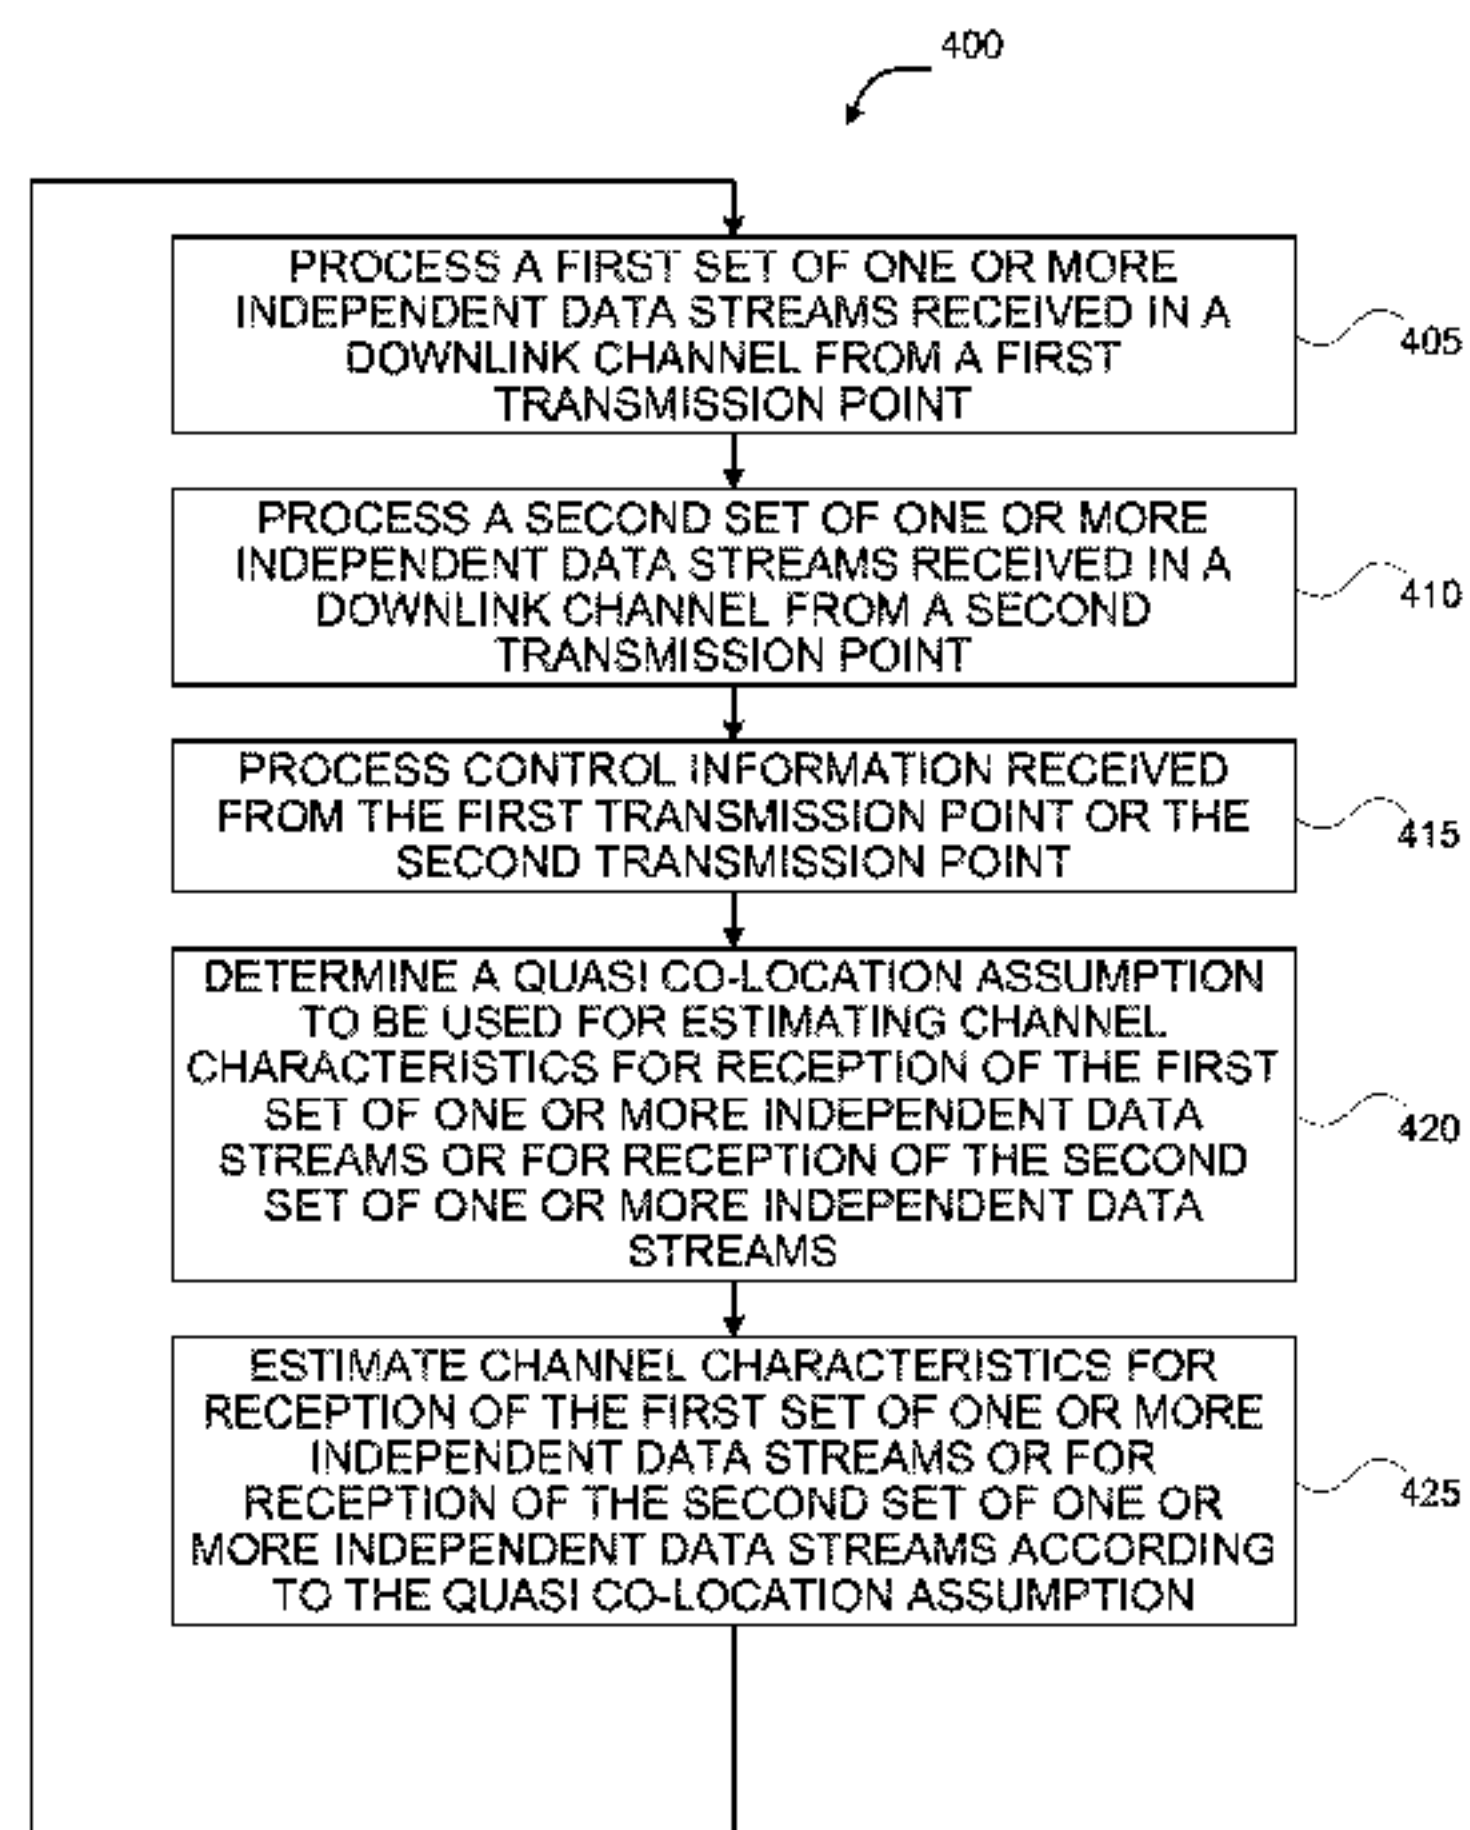 400
PROCESS A FIRST SET OF ONE OR MORE
INDEPENDENT DATA STREAMS RECEIVED IN A
DOWNLINK CHANNEL FROM A FIRST
TRANSMISSION POINT
405
PROCESS A SECOND SET OF ONE OR MORE
INDEPENDENT DATA STREAMS RECEIVED IN A
DOWNLINK CHANNEL FROM A SECOND
TRANSMISSION POINT
410
PROCESS CONTROL INFORMATION RECEIVED
FROM THE FIRST TRANSMISSION POINT OR THE
SECOND TRANSMISSION POINT
415
DETERMINE A QUASI CO-LOCATION ASSUMPTION
TO BE USED FOR ESTIMATING CHANNEL
CHARACTERISTICS FOR RECEPTION OF THE FIRST
SET OF ONE OR MORE INDEPENDENT DATA
STREAMS OR FOR RECEPTION OF THE SECOND
SET OF ONE OR MORE INDEPENDENT DATA
STREAMS
420
ESTIMATE CHANNEL CHARACTERISTICS FOR
RECEPTION OF THE FIRST SET OF ONE OR MORE
INDEPENDENT DATA STREAMS OR FOR
RECEPTION OF THE SECOND SET OF ONE OR
MORE INDEPENDENT DATA STREAMS ACCORDING
TO THE QUASI CO-LOCATION ASSUMPTION
425